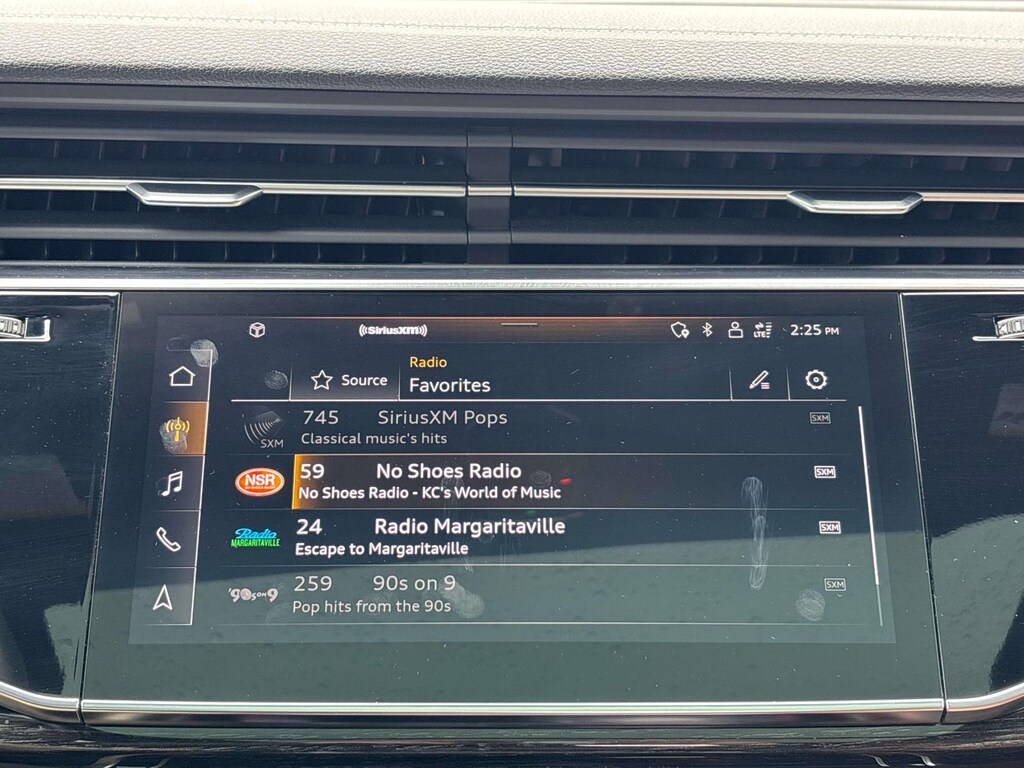 ((SiriusXM))
LTE
2:25 PM
Radio
Source
Favorites
SXM
745 SiriusXM Pops SXM
Classical music's hits
NSR
59 No Shoes Radio SXM
No Shoes Radio - KC's World of Music
Radio
MARGARITAVILLE
24 Radio Margaritaville SXM
Escape to Margaritaville
90s ON 9
259 90s on 9 SXM
Pop hits from the 90s